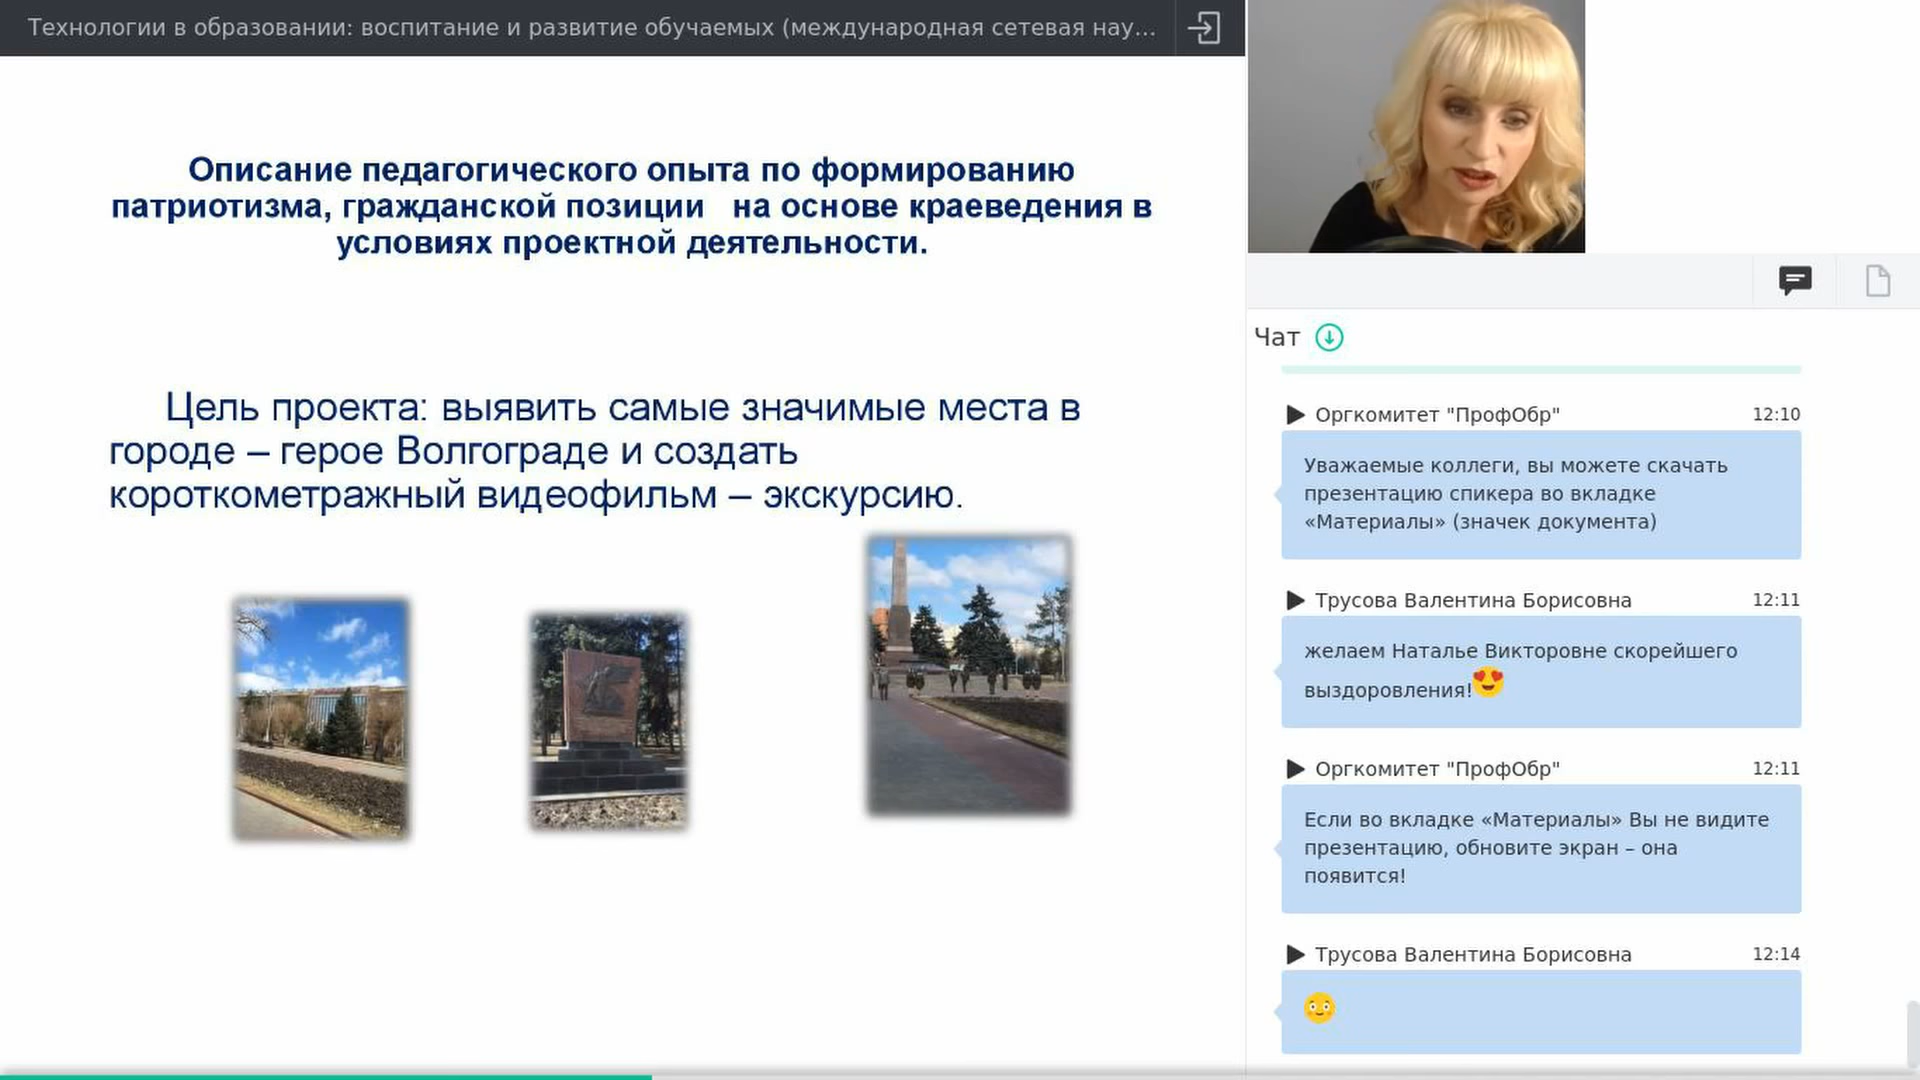 Технологии в образовании: воспитание и развитие обучаемых (международная сетевая нау...
Описание педагогического опыта по формированию
патриотизма, гражданской позиции на основе краеведения в
условиях проектной деятельности.
Цель проекта: выявить самые значимые места в
городе – герое Волгограде и создать
короткометражный видеофильм – экскурсию.
Чат
Оргкомитет "ПрофОбр" 12:10
Уважаемые коллеги, вы можете скачать
презентацию спикера во вкладке
«Материалы» (значек документа)
Трусова Валентина Борисовна 12:11
желаем Наталье Викторовне скорейшего
выздоровления!😍
Оргкомитет "ПрофОбр" 12:11
Если во вкладке «Материалы» Вы не видите
презентацию, обновите экран – она
появится!
Трусова Валентина Борисовна 12:14
😳